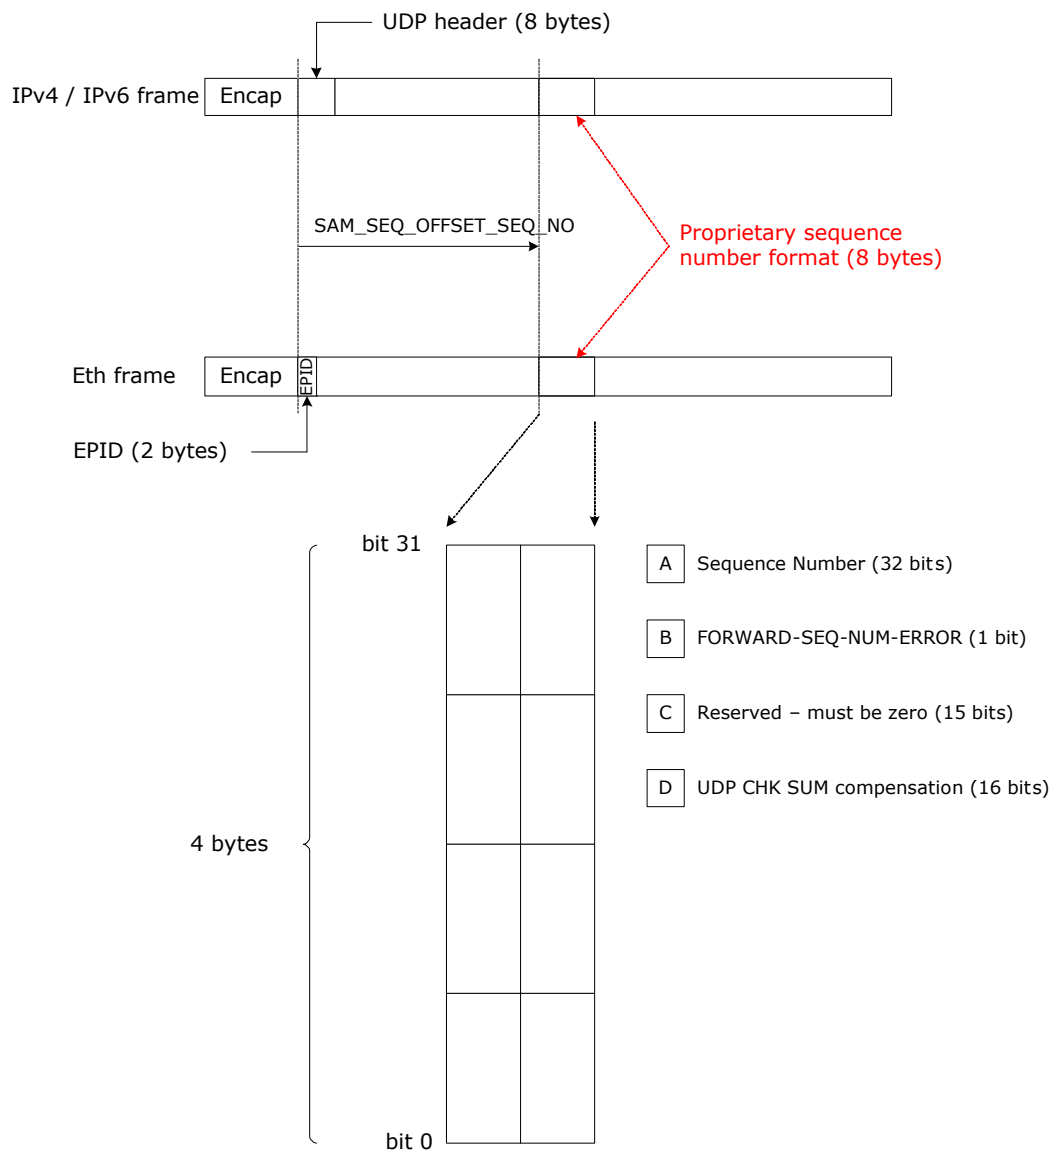 UDP header (8 bytes)
IPv4 / IPv6 frame
Encap
SAM_SEQ_OFFSET_SEQ_NO
Proprietary sequence
number format (8 bytes)
Eth frame
Encap
EPID
EPID (2 bytes)
bit 31
A
Sequence Number (32 bits)
B
FORWARD-SEQ-NUM-ERROR (1 bit)
C
Reserved – must be zero (15 bits)
D
UDP CHK SUM compensation (16 bits)
4 bytes
bit 0